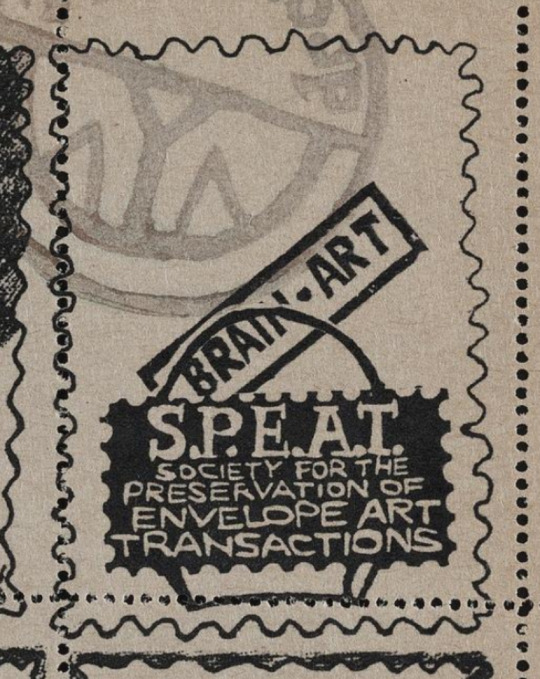 BRAIN · ART
S.P.E.A.T.
SOCIETY FOR THE
PRESERVATION OF
ENVELOPE ART
TRANSACTIONS